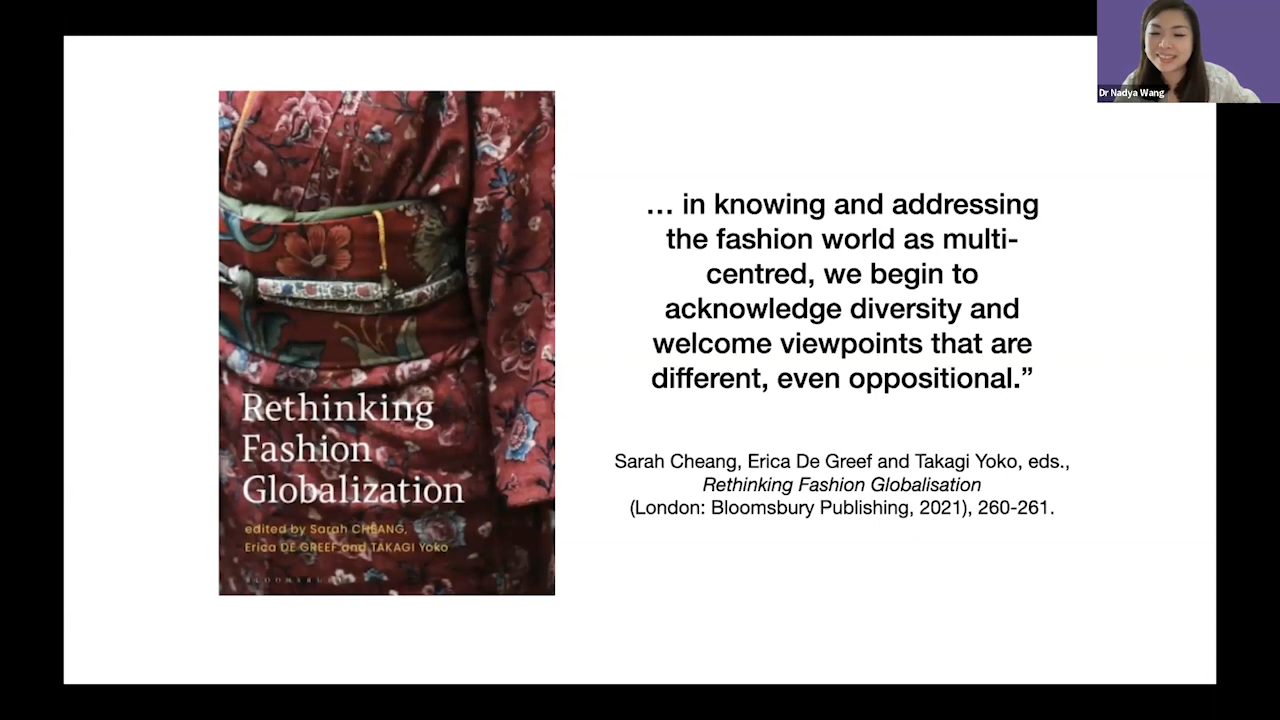 Dr Nadya Wang
… in knowing and addressing
the fashion world as multi-
centred, we begin to
acknowledge diversity and
welcome viewpoints that are
different, even oppositional.”
Sarah Cheang, Erica De Greef and Takagi Yoko, eds.,
Rethinking Fashion Globalisation
(London: Bloomsbury Publishing, 2021), 260-261.
Rethinking
Fashion
Globalization
edited by Sarah CHEANG,
Erica DE GREEF and TAKAGI Yoko
BLOOMSBURY